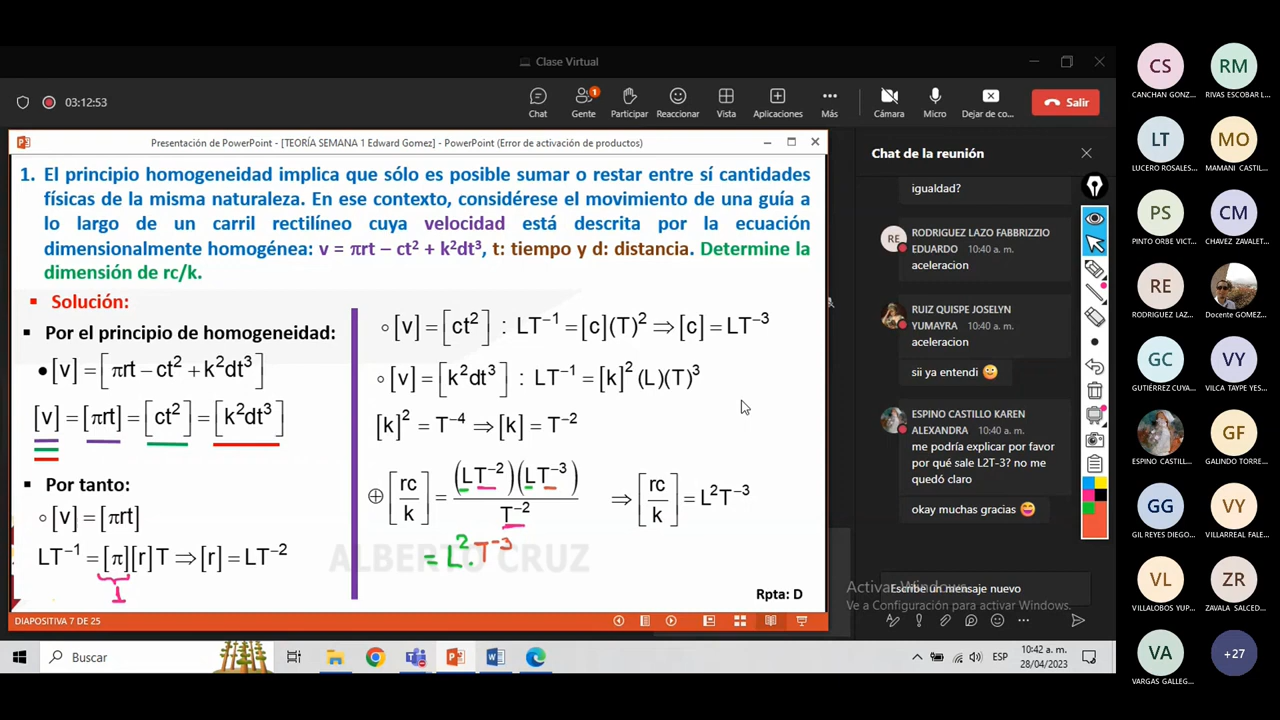 Clase Virtual
03:12:53
Chat
Gente
1
Participar
Reaccionar
Vista
Aplicaciones
Más
Cámara
Micro
Dejar de co...
Salir
Presentación de PowerPoint - [TEORÍA SEMANA 1 Edward Gomez] - PowerPoint (Error de activación de productos)
1. El principio homogeneidad implica que sólo es posible sumar o restar entre sí cantidades
físicas de la misma naturaleza. En ese contexto, considérese el movimiento de una guía a
lo largo de un carril rectilíneo cuya velocidad está descrita por la ecuación
dimensionalmente homogénea: v = πrt – ct² + k²dt³, t: tiempo y d: distancia. Determine la
dimensión de rc/k.
Solución:
Por el principio de homogeneidad:
[v] = [πrt – ct² + k²dt³]
[v] = [πrt] = [ct²] = [k²dt³]
Por tanto:
[v] = [πrt]
LT⁻¹ = [π][r]T ⇒ [r] = LT⁻²
1
[v] = [ct²] : LT⁻¹ = [c](T)² ⇒ [c] = LT⁻³
[v] = [k²dt³] : LT⁻¹ = [k]²(L)(T)³
[k]² = T⁻⁴ ⇒ [k] = T⁻²
⊕ [rc/k] = (LT⁻²)(LT⁻³) / T⁻² ⇒ [rc/k] = L²T⁻³
= L². T⁻³
ALBERTO CRUZ
Rpta: D
DIAPOSITIVA 7 DE 25
Chat de la reunión
igualdad?
RE
RODRIGUEZ LAZO FABBRIZZIO
EDUARDO 10:40 a. m.
aceleracion
RUIZ QUISPE JOSELYN
YUMAYRA 10:40 a. m.
aceleracion
sii ya entendi
ESPINO CASTILLO KAREN
ALEXANDRA 10:40 a. m.
me podría explicar por favor
por qué sale L2T-3? no me
quedó claro
okay muchas gracias
Escribe un mensaje nuevo
Activar Windows
Ve a Configuración para activar Windows.
CS
CANCHAN GONZ...
RM
RIVAS ESCOBAR L...
LT
LUCERO ROSALES...
MO
MAMANI CASTIL...
PS
PINTO ORBE VICT...
CM
CHAVEZ ZAVALET...
RE
RODRIGUEZ LAZ...
Docente GOMEZ...
GC
GUTIÉRREZ CUYA...
VY
VILCA TAYPE YES...
ESPINO CASTILLO...
GF
GG
GIL REYES DIEGO...
VY
VILLARREAL FALE...
VL
VILLALOBOS YUP...
ZR
ZAVALA SALCED...
VA
VARGAS GALLEG...
+27
Buscar
ESP
10:42 a. m.
28/04/2023